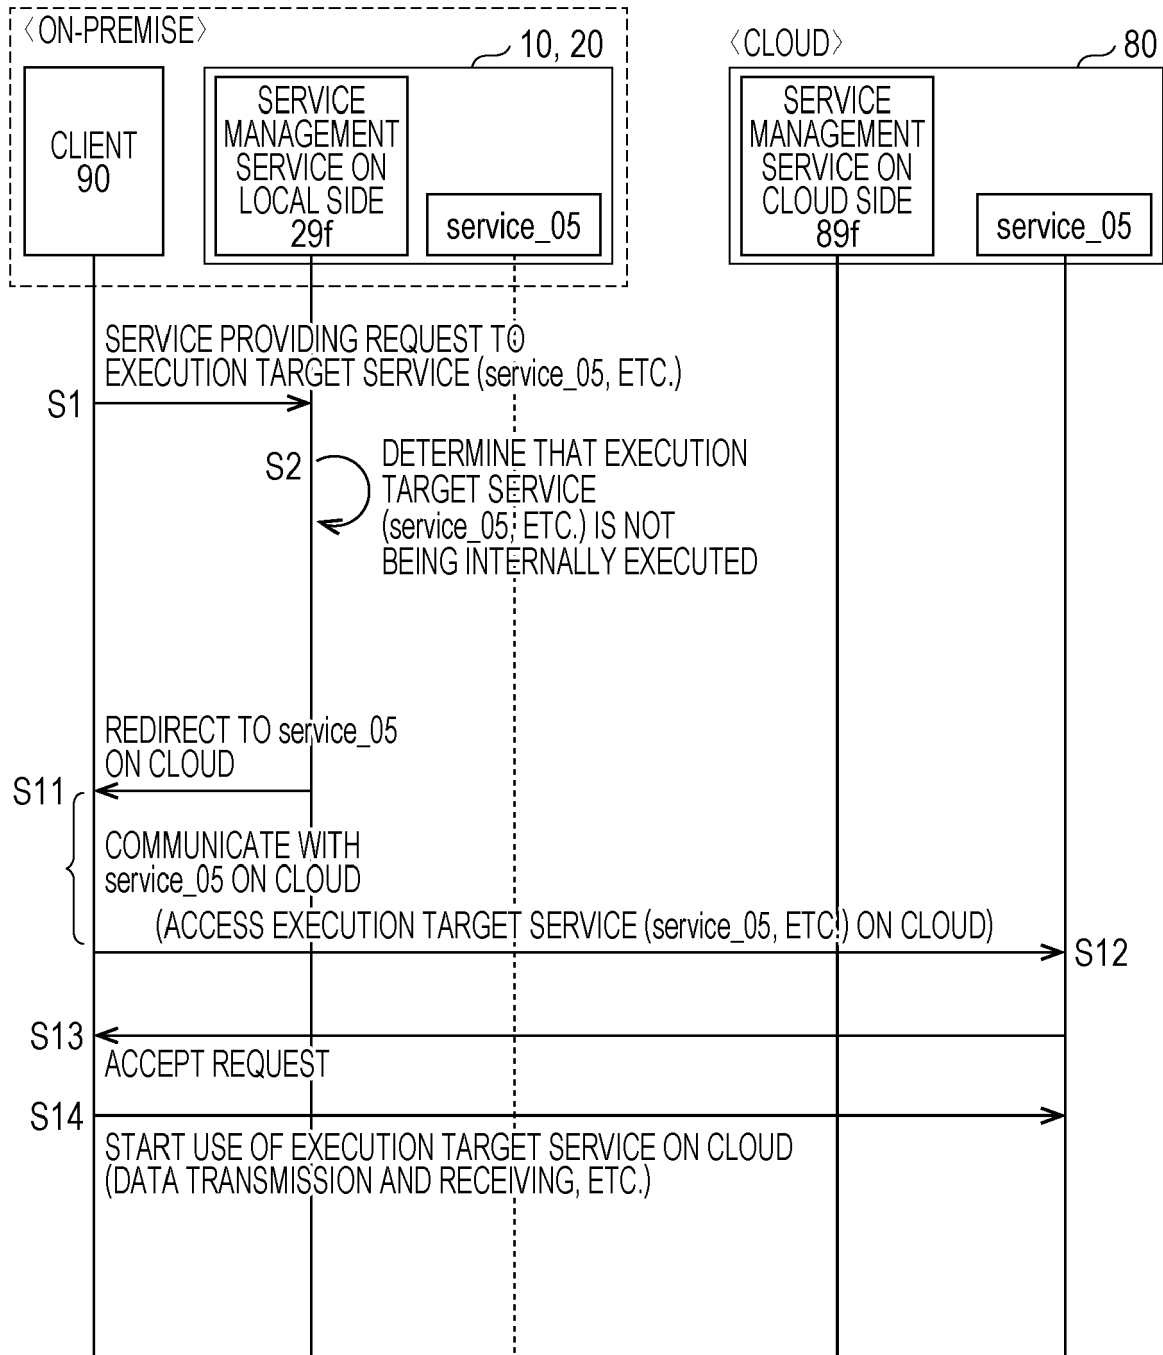 〈ON-PREMISE〉
10, 20
〈CLOUD〉
80
CLIENT
90
SERVICE
MANAGEMENT
SERVICE ON
LOCAL SIDE
29f
service_05
SERVICE
MANAGEMENT
SERVICE ON
CLOUD SIDE
89f
service_05
SERVICE PROVIDING REQUEST TO
EXECUTION TARGET SERVICE (service_05, ETC.)
S1
S2
DETERMINE THAT EXECUTION
TARGET SERVICE
(service_05, ETC.) IS NOT
BEING INTERNALLY EXECUTED
REDIRECT TO service_05
ON CLOUD
S11
COMMUNICATE WITH
service_05 ON CLOUD
(ACCESS EXECUTION TARGET SERVICE (service_05, ETC.) ON CLOUD)
S12
S13
ACCEPT REQUEST
S14
START USE OF EXECUTION TARGET SERVICE ON CLOUD
(DATA TRANSMISSION AND RECEIVING, ETC.)